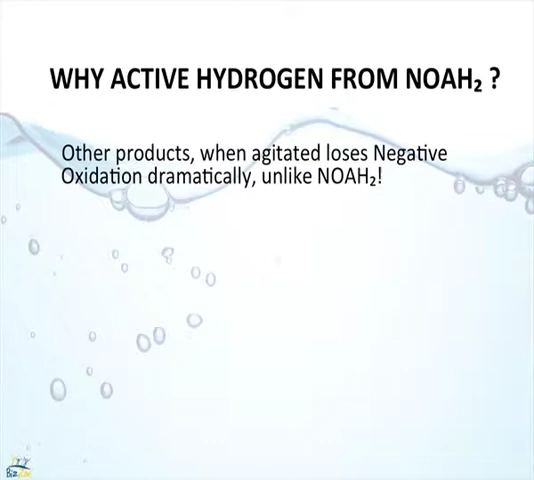 WHY ACTIVE HYDROGEN FROM NOAH₂ ?
Other products, when agitated loses Negative
Oxidation dramatically, unlike NOAH₂!